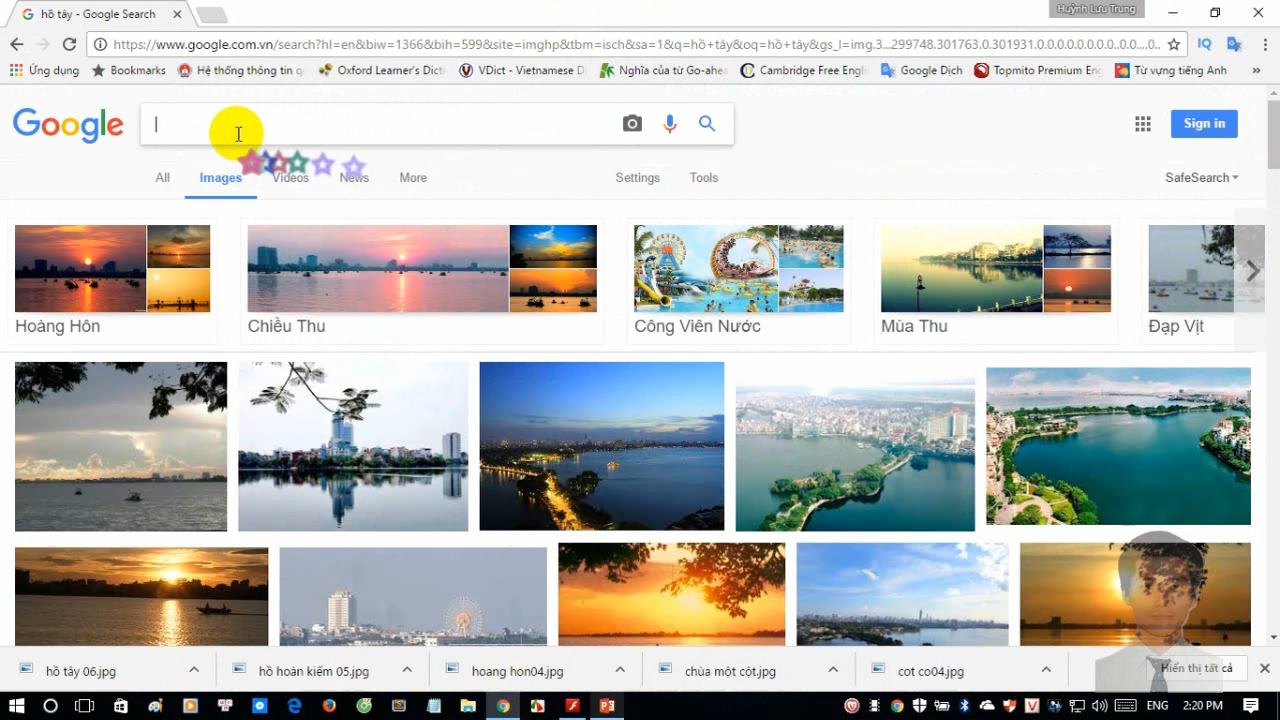 hồ tây - Google Search
Huỳnh Lưu Trung
https://www.google.com.vn/search?hl=en&biw=1366&bih=599&site=imghp&tbm=isch&sa=1&q=hồ+tây&oq=hồ+tây&gs_l=img.3...299748.301763.0.301931.0.0.0.0.0.0.0.0..0.0....0..
Ứng dụng Bookmarks Hệ thống thông tin q Oxford Learner's Dicti VDict - Vietnamese D Nghĩa của từ Go-ahea Cambridge Free Engli Google Dịch Topmito Premium Eng Từ vựng tiếng Anh »
Google
Sign in
All Images Videos News More Settings Tools SafeSearch
Hoàng Hôn Chiều Thu Công Viên Nước Mùa Thu Đạp Vịt
hồ tây 06.jpg hồ hoàn kiếm 05.jpg hoang hon04.jpg chùa một cột.jpg cot co04.jpg Hiển thị tất cả
ENG 2:20 PM